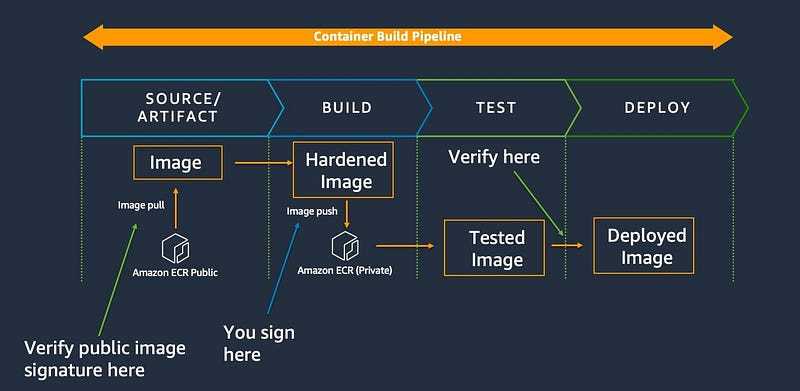 Container Build Pipeline
SOURCE/
ARTIFACT
BUILD
TEST
DEPLOY
Image
Hardened
Image
Verify here
Image pull
Image push
Tested
Image
Deployed
Image
Amazon ECR Public
Amazon ECR (Private)
You sign
here
Verify public image
signature here